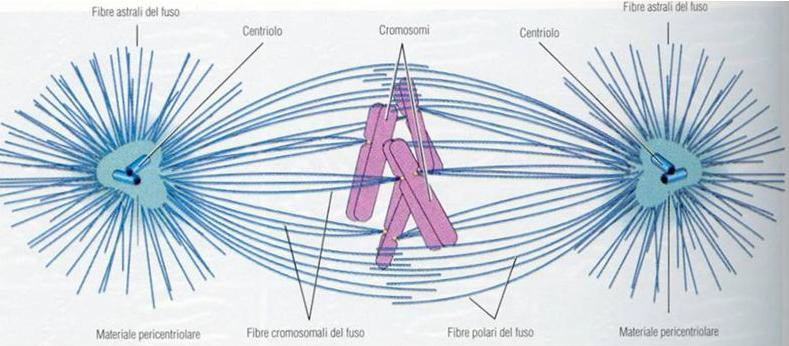 Fibre astrali del fuso
Centriolo
Cromosomi
Centriolo
Fibre astrali del fuso
Materiale pericentriolare
Fibre cromosomali del fuso
Fibre polari del fuso
Materiale pericentriolare